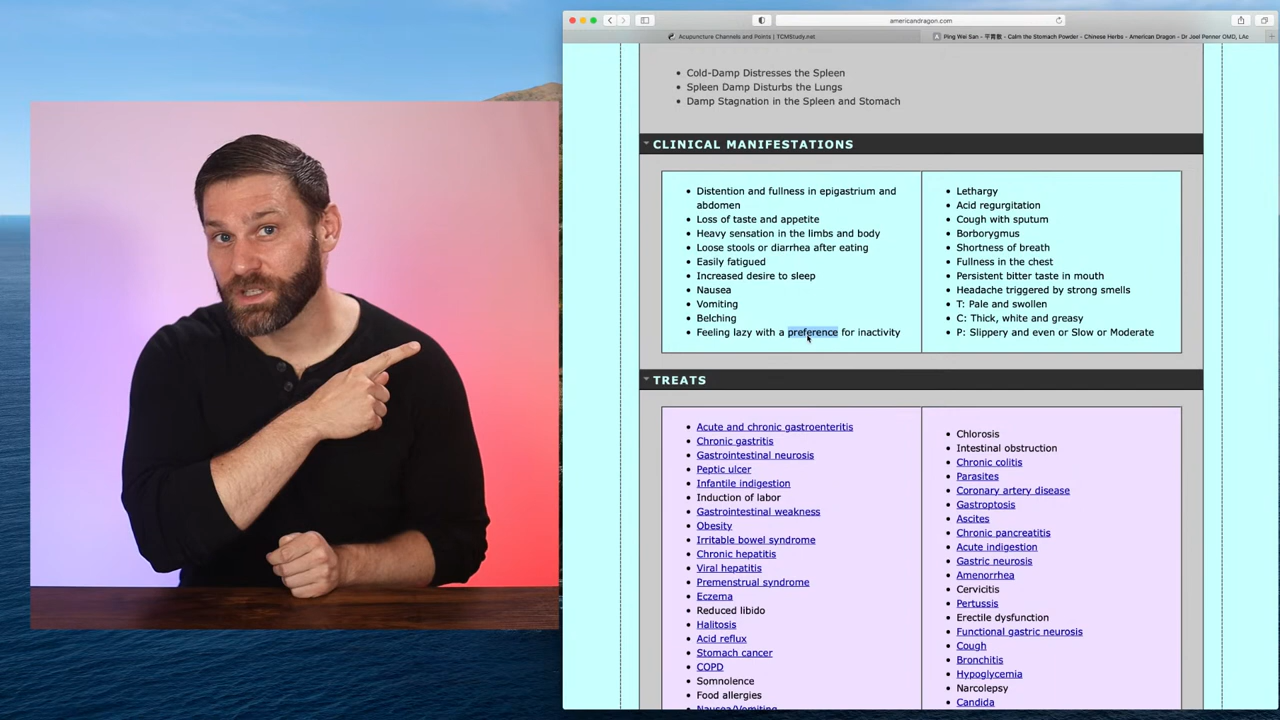 americandragon.com
Acupuncture Channels and Points | TCMStudy.net
Ping Wei San - 平胃散 - Calm the Stomach Powder - Chinese Herbs - American Dragon - Dr Joel Penner OMD, LAc
Cold-Damp Distresses the Spleen
Spleen Damp Disturbs the Lungs
Damp Stagnation in the Spleen and Stomach
CLINICAL MANIFESTATIONS
Distention and fullness in epigastrium and
abdomen
Loss of taste and appetite
Heavy sensation in the limbs and body
Loose stools or diarrhea after eating
Easily fatigued
Increased desire to sleep
Nausea
Vomiting
Belching
Feeling lazy with a preference for inactivity
Lethargy
Acid regurgitation
Cough with sputum
Borborygmus
Shortness of breath
Fullness in the chest
Persistent bitter taste in mouth
Headache triggered by strong smells
T: Pale and swollen
C: Thick, white and greasy
P: Slippery and even or Slow or Moderate
TREATS
Acute and chronic gastroenteritis
Chronic gastritis
Gastrointestinal neurosis
Peptic ulcer
Infantile indigestion
Induction of labor
Gastrointestinal weakness
Obesity
Irritable bowel syndrome
Chronic hepatitis
Viral hepatitis
Premenstrual syndrome
Eczema
Reduced libido
Halitosis
Acid reflux
Stomach cancer
COPD
Somnolence
Food allergies
Nausea/Vomiting
Chlorosis
Intestinal obstruction
Chronic colitis
Parasites
Coronary artery disease
Gastroptosis
Ascites
Chronic pancreatitis
Acute indigestion
Gastric neurosis
Amenorrhea
Cervicitis
Pertussis
Erectile dysfunction
Functional gastric neurosis
Cough
Bronchitis
Hypoglycemia
Narcolepsy
Candida